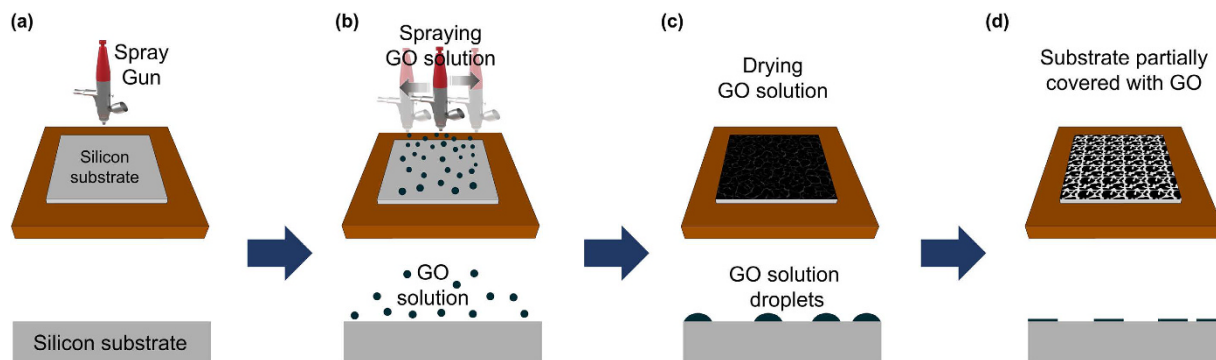 (a)
Spray
Gun
Silicon
substrate
Silicon substrate
(b)
Spraying
GO solution
GO
solution
(c)
Drying
GO solution
GO solution
droplets
(d)
Substrate partially
covered with GO